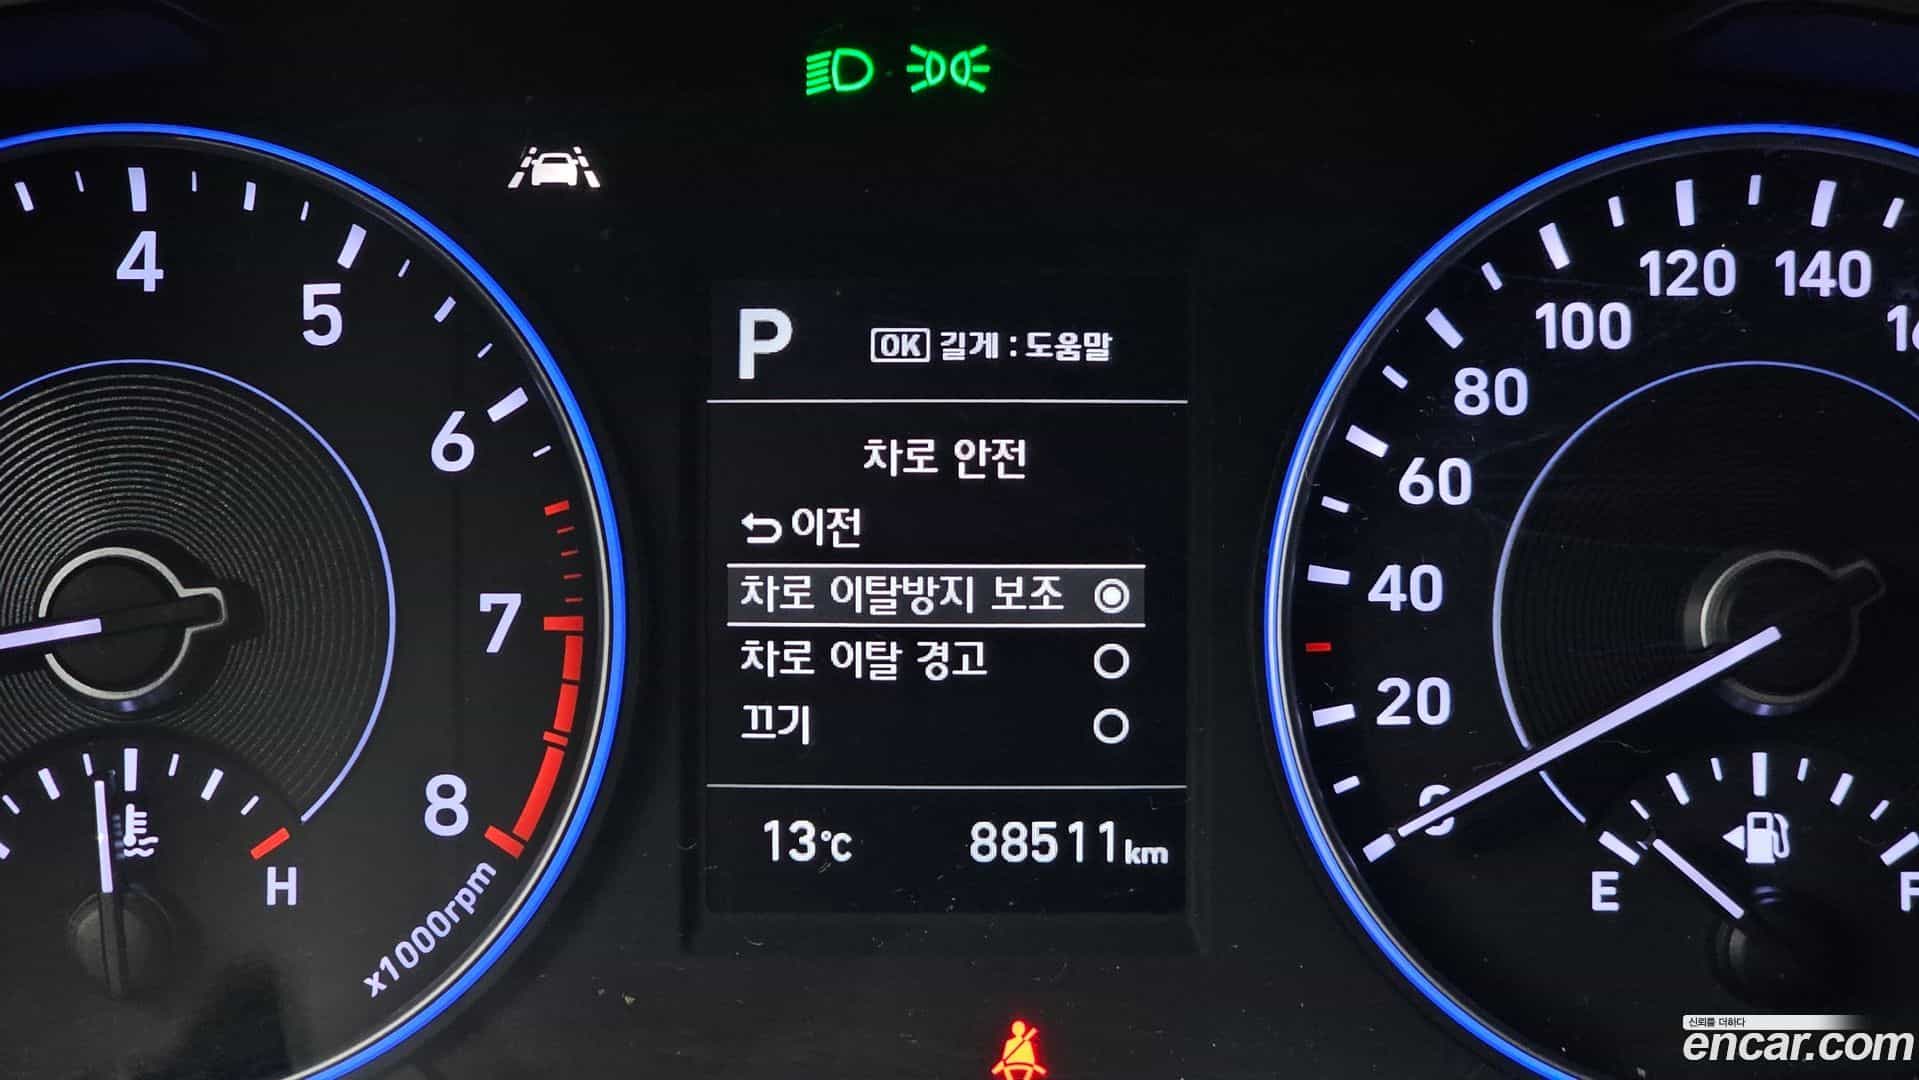 4
5
6
7
8
x1000rpm
H
P
OK 길게 : 도움말
차로 안전
이전
차로 이탈방지 보조
차로 이탈 경고
끄기
13℃ 88511km
0
20
40
60
80
100
120
140
E
신뢰를 더하다
encar.com